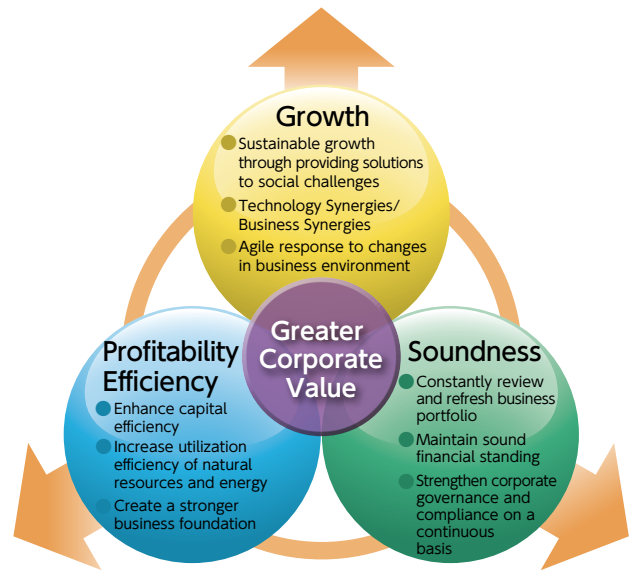 Growth
● Sustainable growth
through providing solutions
to social challenges
● Technology Synergies/
Business Synergies
● Agile response to changes
in business environment
Greater
Corporate
Value
Profitability
Efficiency
● Enhance capital
efficiency
● Increase utilization
efficiency of natural
resources and energy
● Create a stronger
business foundation
Soundness
● Constantly review
and refresh business
portfolio
● Maintain sound
financial standing
● Strengthen corporate
governance and
compliance on a
continuous
basis